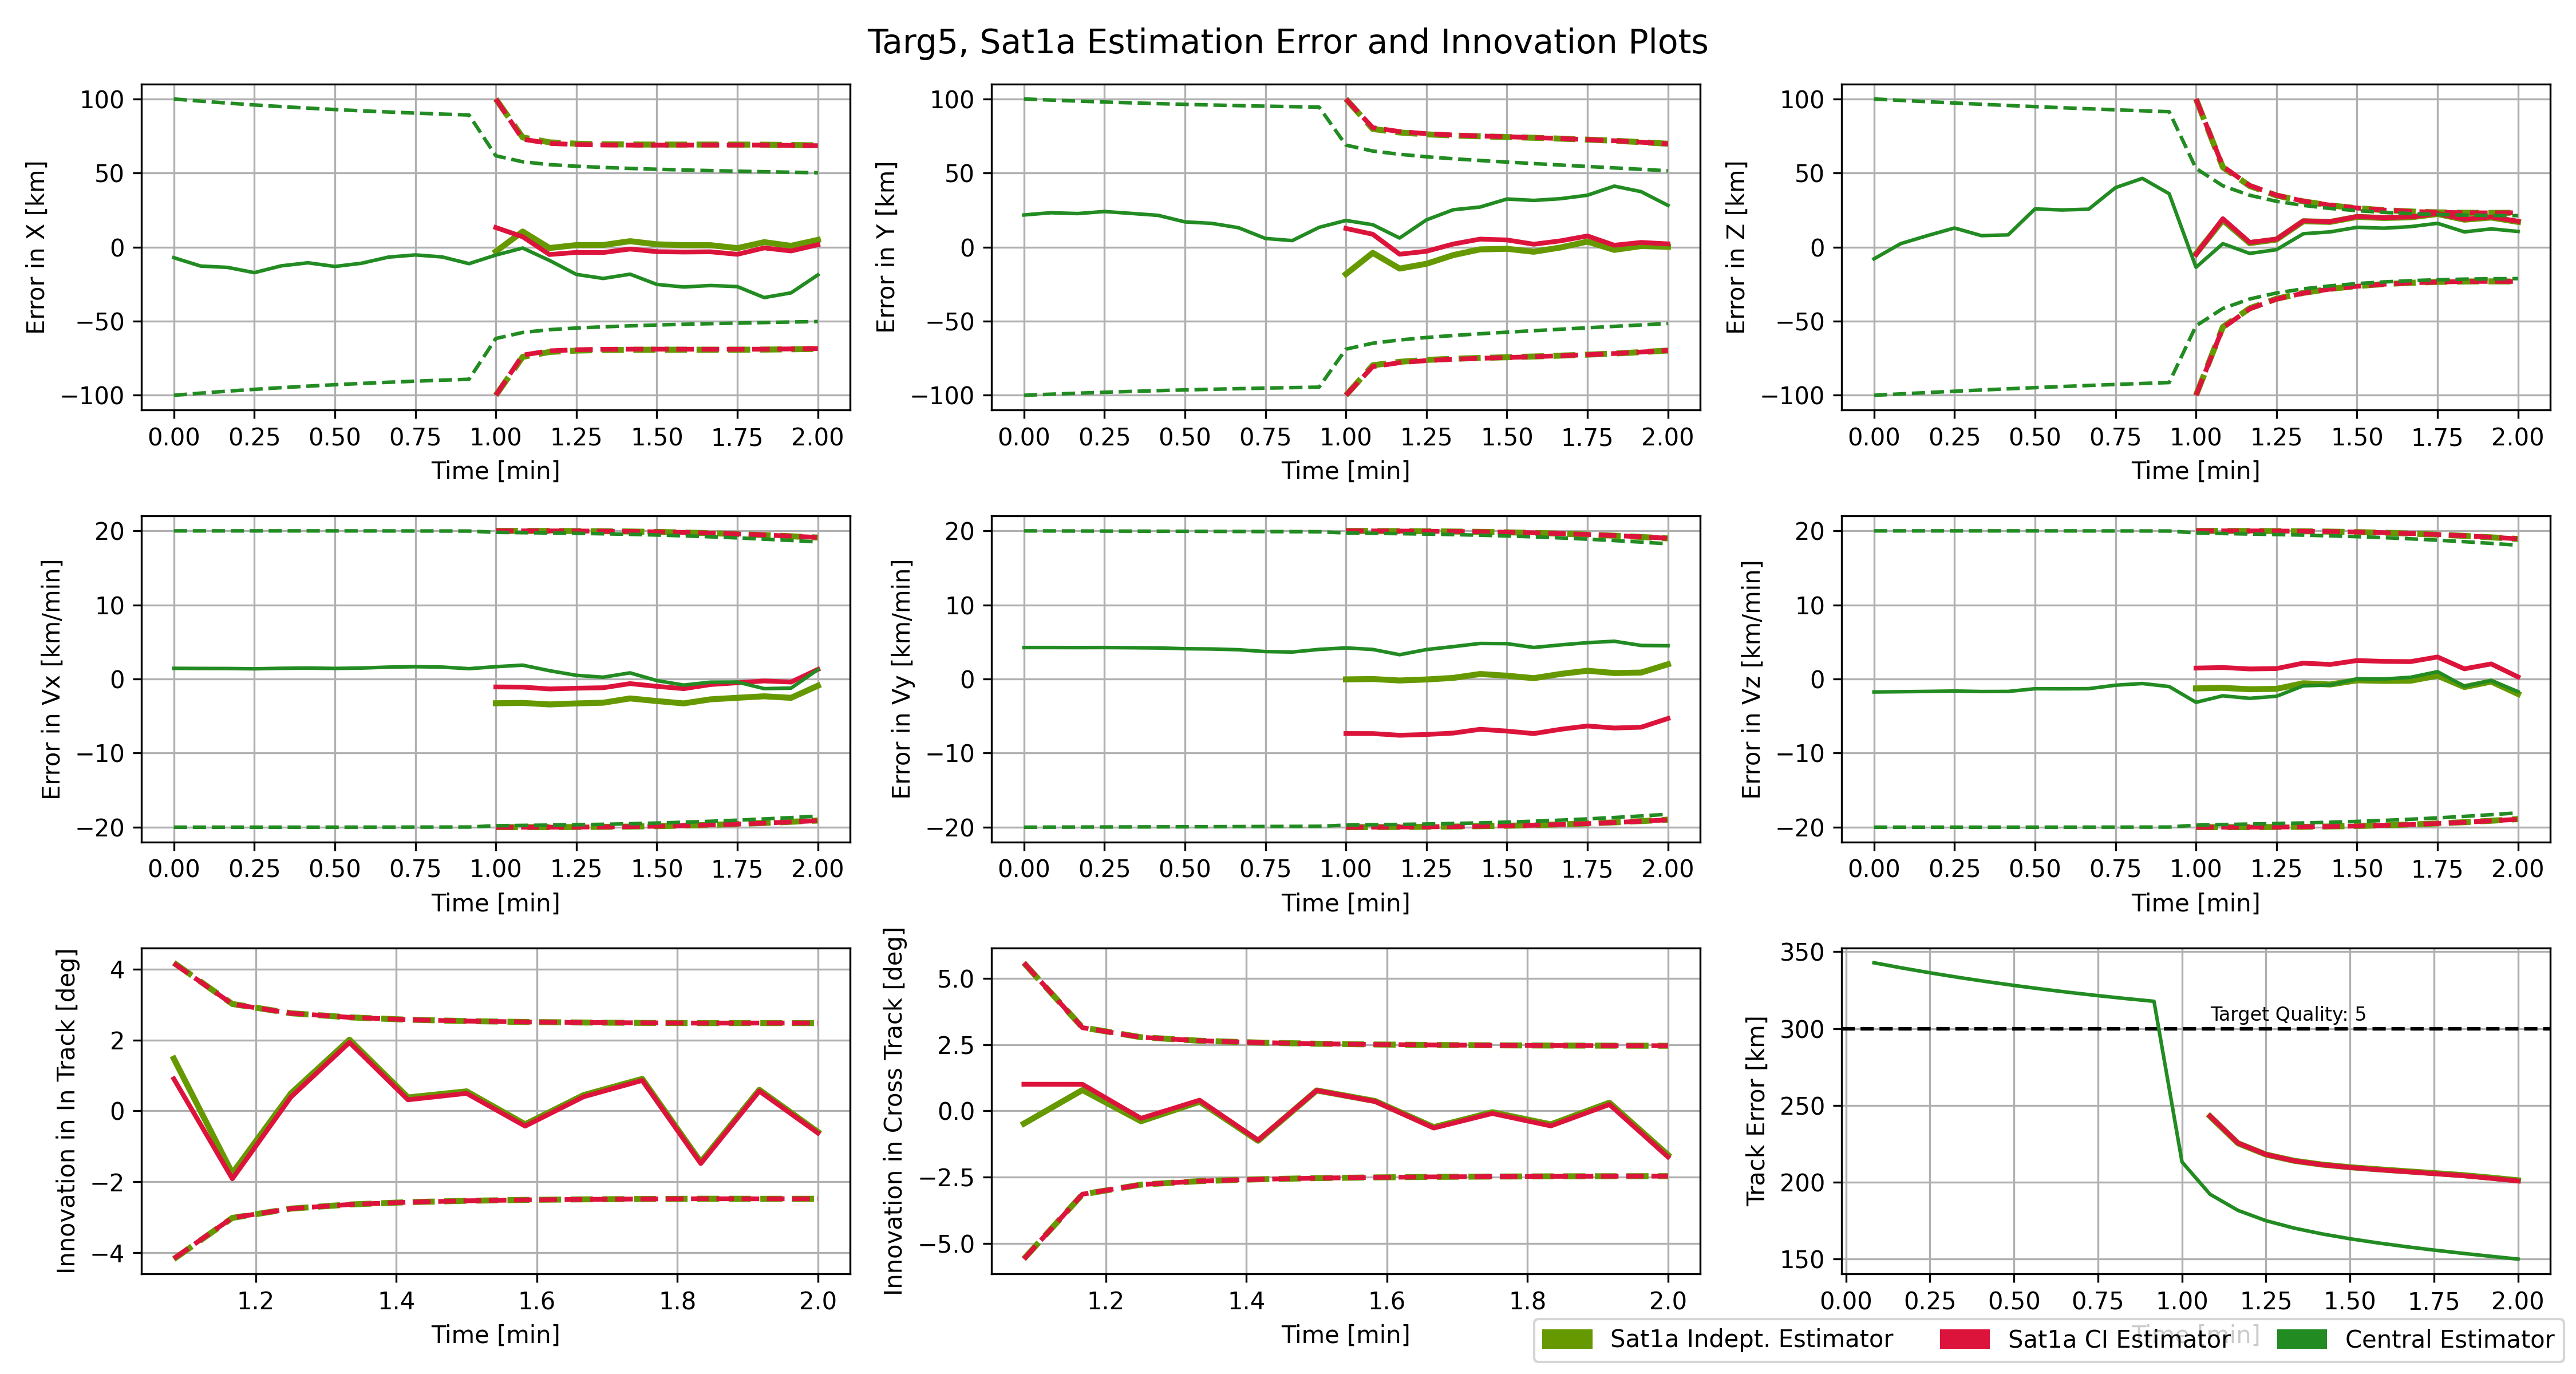 Targ5, Sat1a Estimation Error and Innovation Plots
Error in X [km]
100
50
0
−50
−100
0.00 0.25 0.50 0.75 1.00 1.25 1.50 1.75 2.00
Time [min]
Error in Y [km]
100
50
0
−50
−100
0.00 0.25 0.50 0.75 1.00 1.25 1.50 1.75 2.00
Time [min]
Error in Z [km]
100
50
0
−50
−100
0.00 0.25 0.50 0.75 1.00 1.25 1.50 1.75 2.00
Time [min]
Error in Vx [km/min]
20
10
0
−10
−20
0.00 0.25 0.50 0.75 1.00 1.25 1.50 1.75 2.00
Time [min]
Error in Vy [km/min]
20
10
0
−10
−20
0.00 0.25 0.50 0.75 1.00 1.25 1.50 1.75 2.00
Time [min]
Error in Vz [km/min]
20
10
0
−10
−20
0.00 0.25 0.50 0.75 1.00 1.25 1.50 1.75 2.00
Time [min]
Innovation in In Track [deg]
4
2
0
−2
−4
1.2 1.4 1.6 1.8 2.0
Time [min]
Innovation in Cross Track [deg]
5.0
2.5
0.0
−2.5
−5.0
1.2 1.4 1.6 1.8 2.0
Time [min]
Track Error [km]
350
300
250
200
150
Target Quality: 5
0.00 0.25 0.50 0.75 1.00 1.25 1.50 1.75 2.00
Time [min]
Sat1a Indept. Estimator Sat1a CI Estimator Central Estimator